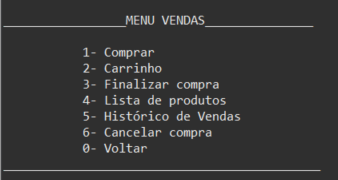 MENU VENDAS
1- Comprar
2- Carrinho
3- Finalizar compra
4- Lista de produtos
5- Histórico de Vendas
6- Cancelar compra
0- Voltar